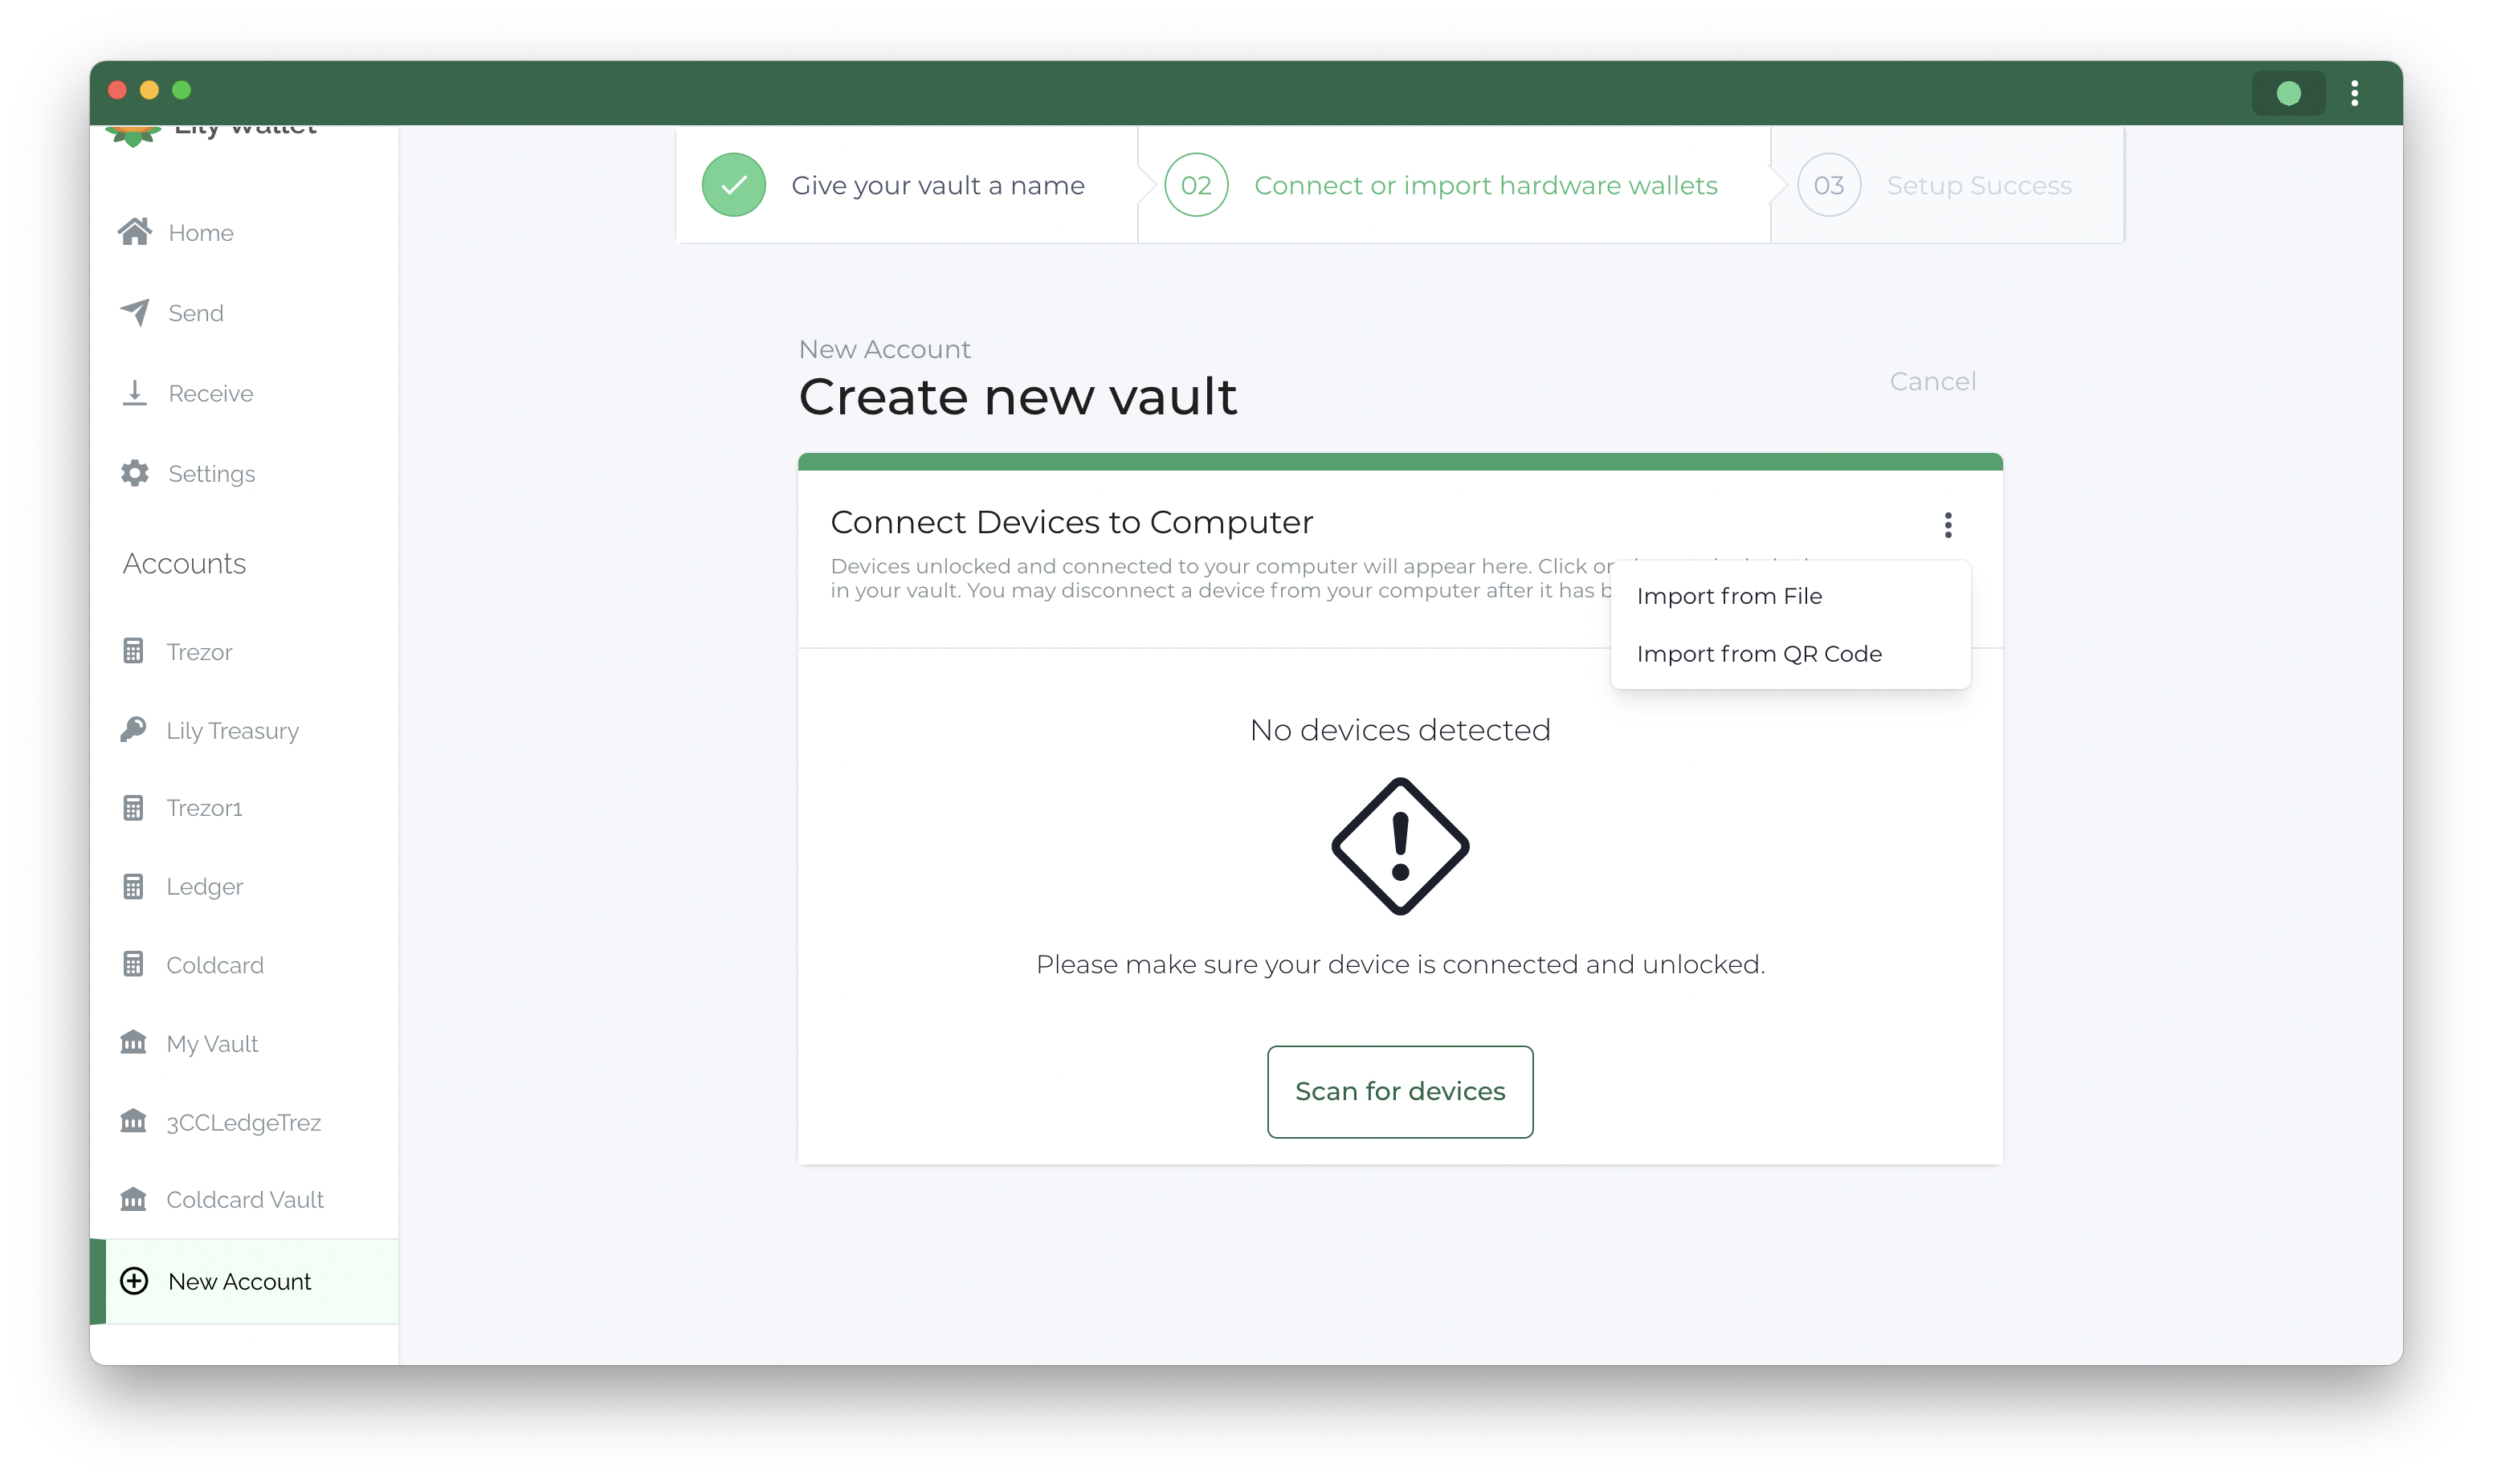 Lily Wallet
Home
Send
Receive
Settings
Accounts
Trezor
Lily Treasury
Trezor1
Ledger
Coldcard
My Vault
3CCLedgeTrez
Coldcard Vault
New Account
Give your vault a name
02 Connect or import hardware wallets
03 Setup Success
New Account
Create new vault
Cancel
Connect Devices to Computer
Devices unlocked and connected to your computer will appear here. Click
in your vault. You may disconnect a device from your computer after it has
Import from File
Import from QR Code
No devices detected
Please make sure your device is connected and unlocked.
Scan for devices